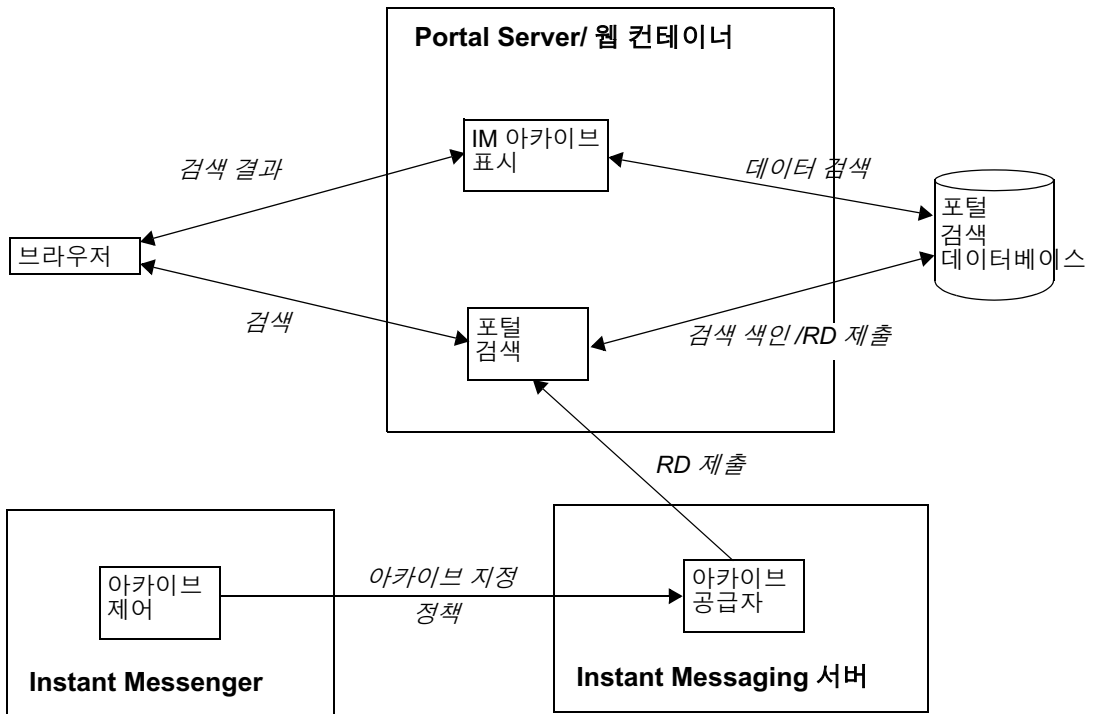 Portal Server/ 웹 컨테이너
IM 아카이브
표시
검색 결과
데이터 검색
브라우저
포털
검색
데이터베이스
검색
포털
검색
검색 색인 /RD 제출
RD 제출
아카이브
제어
아카이브 지정
정책
아카이브
공급자
Instant Messenger
Instant Messaging 서버